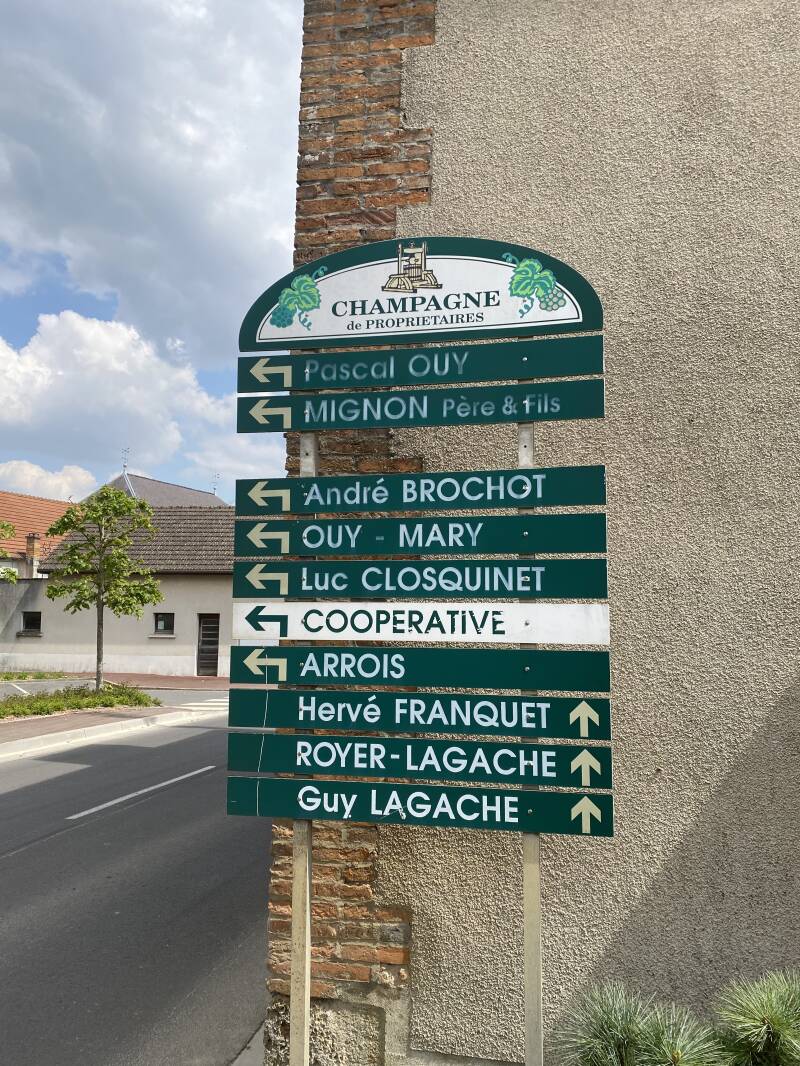 CHAMPAGNE
de PROPRIETAIRES
Pascal OUY
MIGNON Père & Fils
André BROCHOT
OUY - MARY
Luc CLOSQUINET
COOPERATIVE
ARROIS
Hervé FRANQUET
ROYER-LAGACHE
Guy LAGACHE